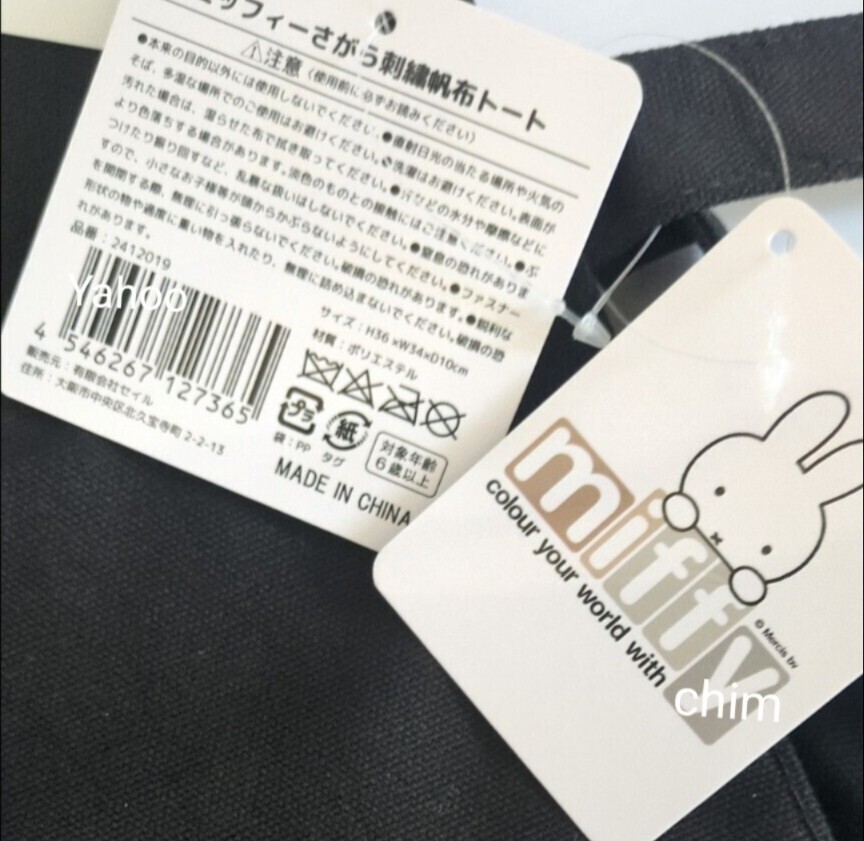 ミッフィーさがら刺繍帆布トート
⚠注意（使用前に必ずお読みください）
●本来の目的以外には使用しないでください。●直射日光の当たる場所や火気の
そば、多湿な場所でのご使用はお避けください。●洗濯はお避けください。表面が
汚れた場合は、濡らせた布で拭き取ってください。●汗などの水分や摩擦などに
より色落ちする場合があります。淡色のものとの接触にはご注意ください。●ぶ
つけたり振り回すなど、乱暴な扱いはしないでください。●窒息の恐れがありま
すので、小さなお子様等が頭からかぶらないようにしてください。●ファスナー
を開閉する際、無理に引っ張らないでください。破損の恐れがあります。●鋭利な
形状の物や過度に重い物を入れたり、無理に詰め込まないでください。破損の恐
れがあります。
品番：2412019
サイズ：H36×W34×D10cm
材質：ポリエステル
4 546267 127365
販売元：有限会社セイル
住所：大阪市中央区北久宝寺町 2-2-13
プラ
紙
袋：PP タグ
対象年齢
6歳以上
MADE IN CHINA
Yahoo
miffy
colour your world with
© Mercis bv
chim